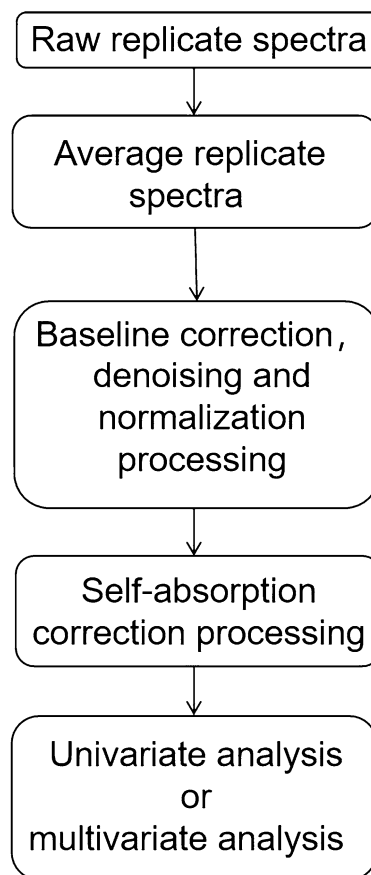 Raw replicate spectra
Average replicate
spectra
Baseline correction，
denoising and
normalization
processing
Self-absorption
correction processing
Univariate analysis
or
multivariate analysis